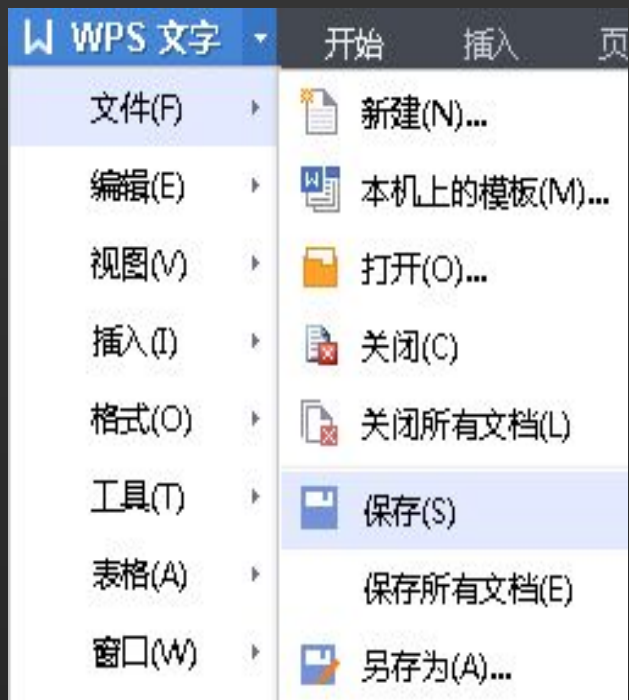 WPS 文字 开始 插入 页
文件(F)
编辑(E)
视图(V)
插入(I)
格式(O)
工具(T)
表格(A)
窗口(W)
新建(N)...
本机上的模板(M)...
打开(O)...
关闭(C)
关闭所有文档(L)
保存(S)
保存所有文档(E)
另存为(A)...